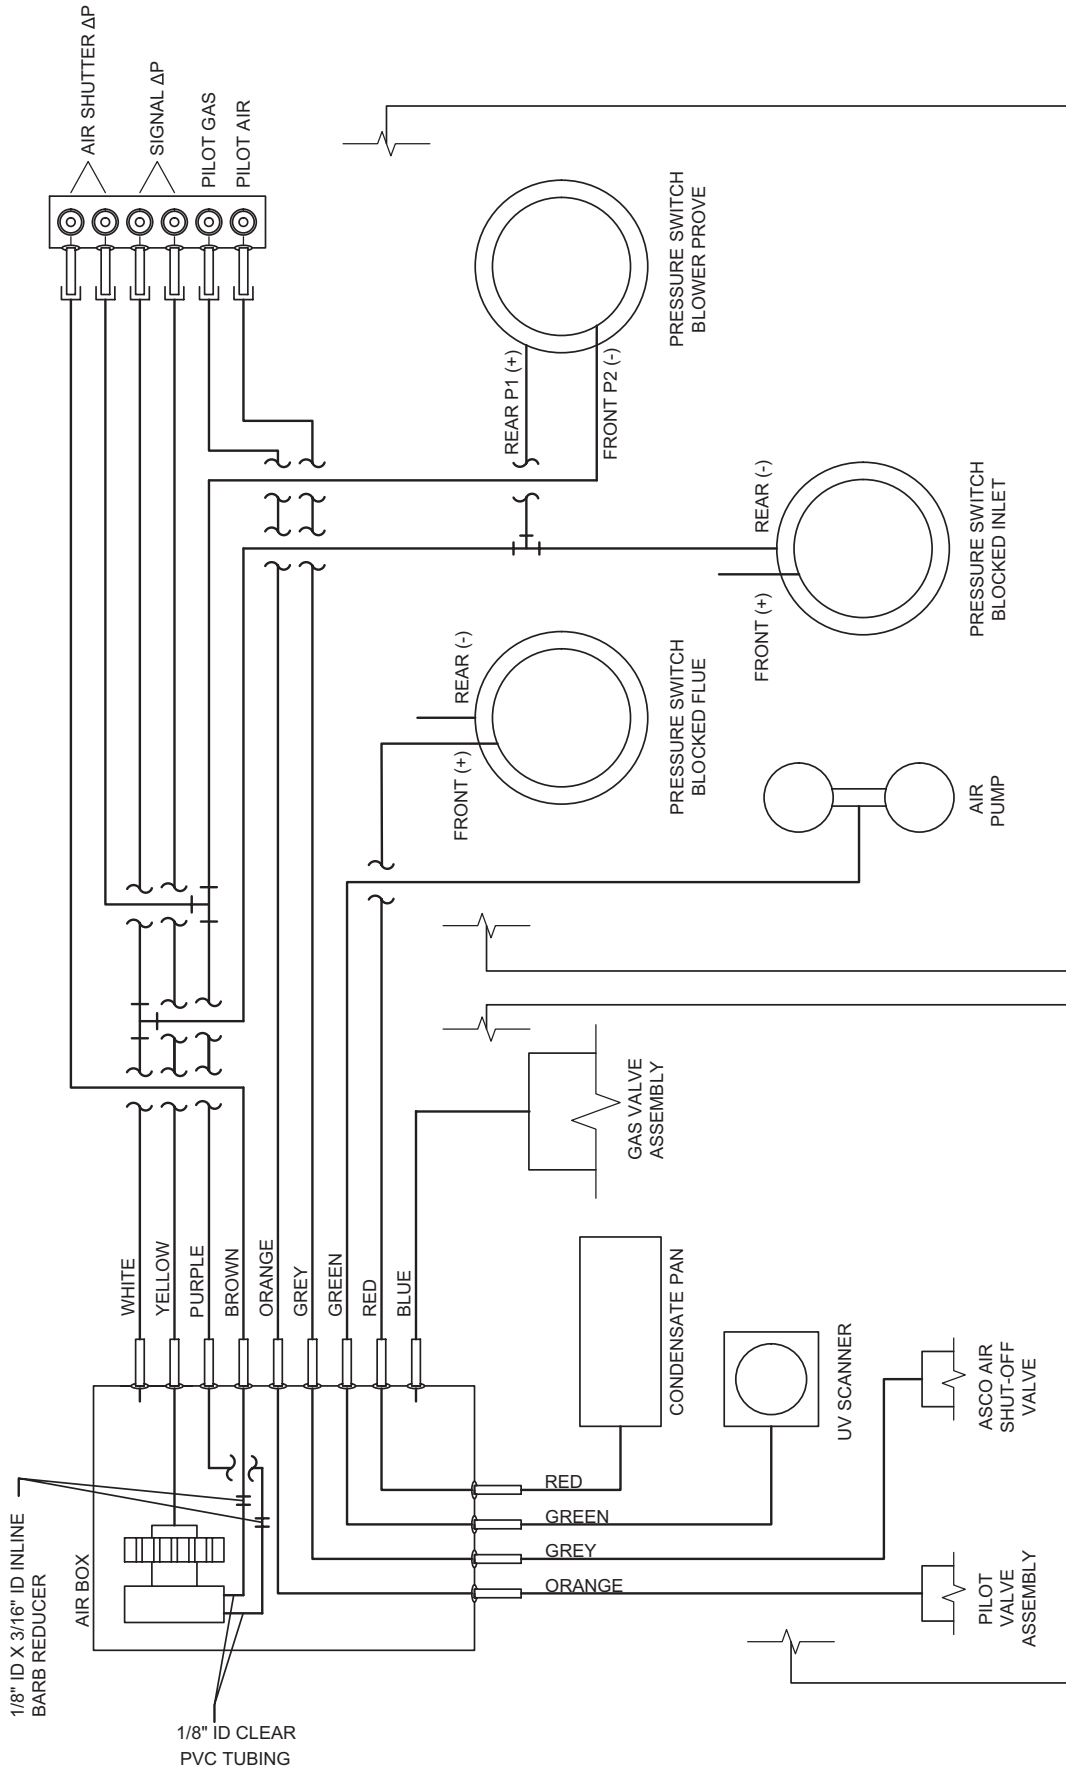 AIR SHUTTER ΔP
SIGNAL ΔP
PILOT GAS
PILOT AIR
PRESSURE SWITCH
BLOWER PROVE
REAR P1 (+)
FRONT P2 (-)
REAR (-)
FRONT (+)
PRESSURE SWITCH
BLOCKED INLET
REAR (-)
FRONT (+)
PRESSURE SWITCH
BLOCKED FLUE
AIR
PUMP
GAS VALVE
ASSEMBLY
WHITE
YELLOW
PURPLE
BROWN
ORANGE
GREY
GREEN
RED
BLUE
CONDENSATE PAN
UV SCANNER
ASCO AIR
SHUT-OFF
VALVE
PILOT
VALVE
ASSEMBLY
RED
GREEN
GREY
ORANGE
AIR BOX
1/8" ID X 3/16" ID INLINE
BARB REDUCER
1/8" ID CLEAR
PVC TUBING